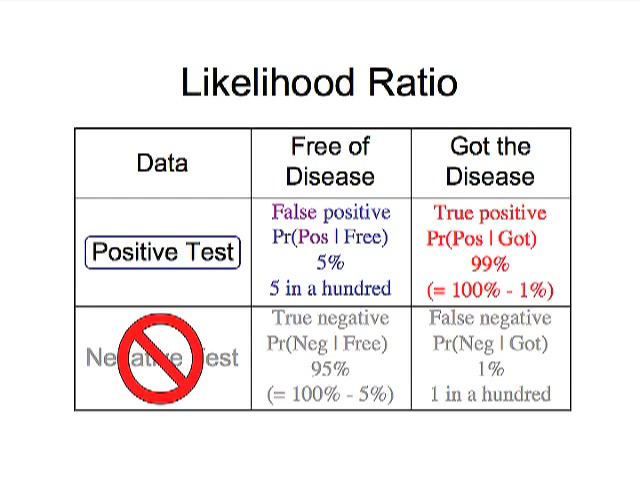 Likelihood Ratio
Data
Free of
Disease
Got the
Disease
Positive Test
False positive
Pr(Pos | Free)
5%
5 in a hundred
True positive
Pr(Pos | Got)
99%
(= 100% - 1%)
Negative Test
True negative
Pr(Neg | Free)
95%
(= 100% - 5%)
False negative
Pr(Neg | Got)
1%
1 in a hundred